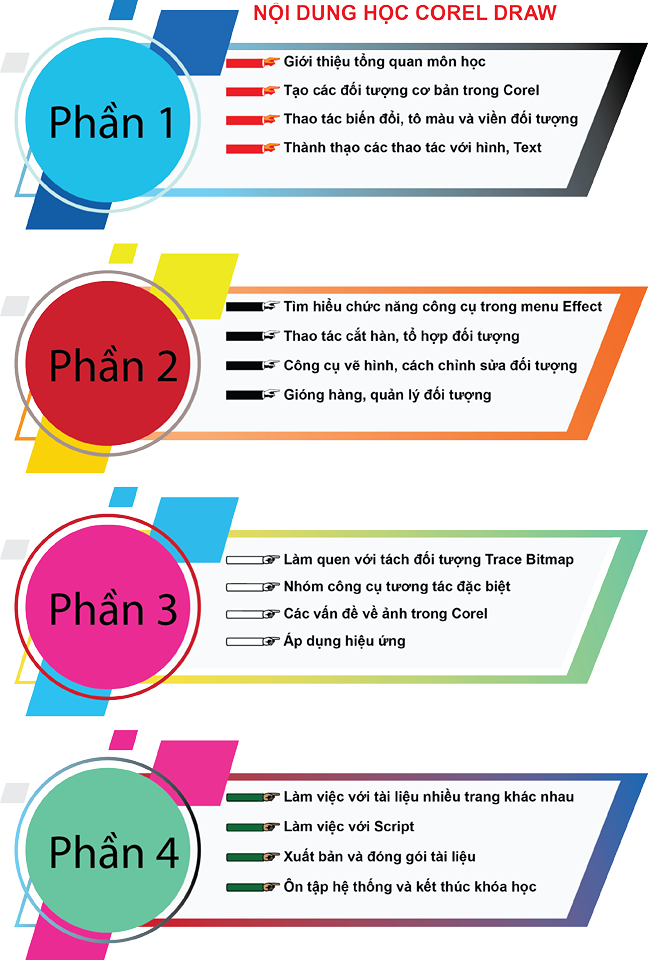 NỘI DUNG HỌC COREL DRAW
Phần 1
Giới thiệu tổng quan môn học
Tạo các đối tượng cơ bản trong Corel
Thao tác biến đổi, tô màu và viền đối tượng
Thành thạo các thao tác với hình, Text
Phần 2
Tìm hiểu chức năng công cụ trong menu Effect
Thao tác cắt hàn, tổ hợp đối tượng
Công cụ vẽ hình, cách chỉnh sửa đối tượng
Gióng hàng, quản lý đối tượng
Phần 3
Làm quen với tách đối tượng Trace Bitmap
Nhóm công cụ tương tác đặc biệt
Các vấn đề về ảnh trong Corel
Áp dụng hiệu ứng
Phần 4
Làm việc với tài liệu nhiều trang khác nhau
Làm việc với Script
Xuất bản và đóng gói tài liệu
Ôn tập hệ thống và kết thúc khóa học